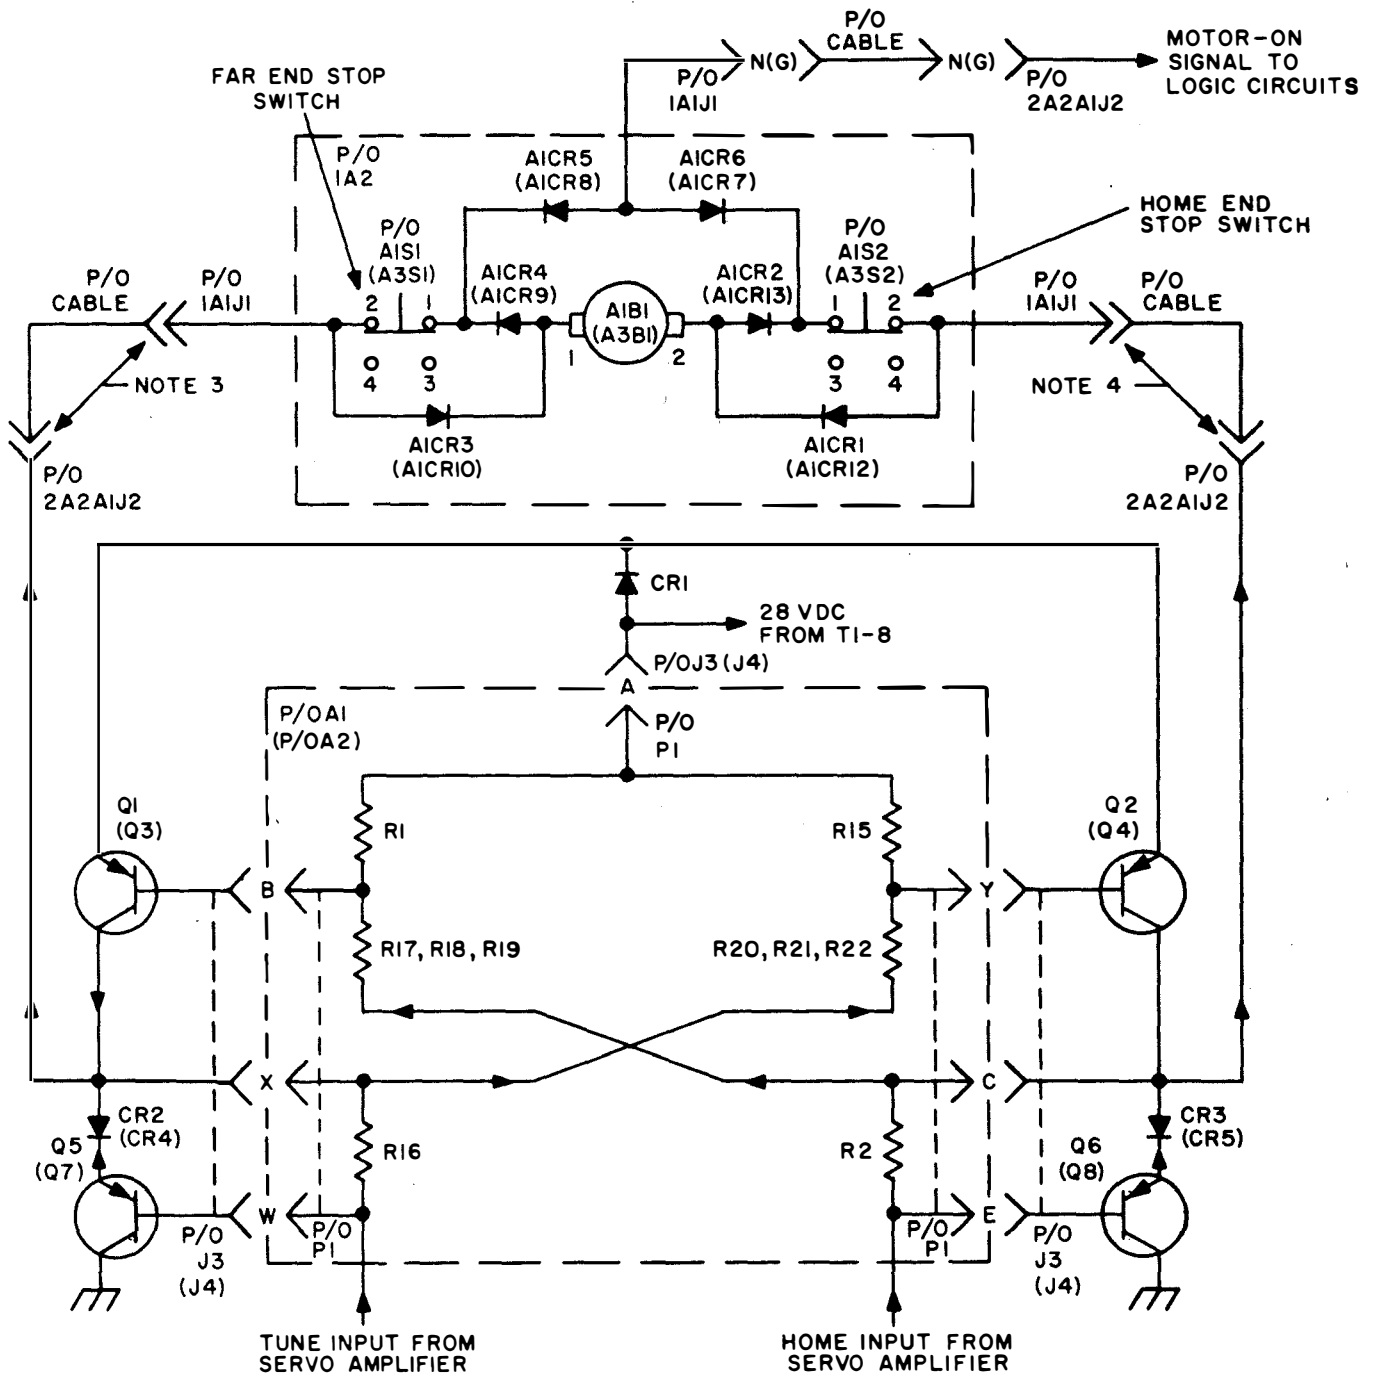 P/O
CABLE
N(G)
N(G)
MOTOR-ON
SIGNAL TO
LOGIC CIRCUITS
P/O
1A1J1
P/O
2A2A1J2
FAR END STOP
SWITCH
P/O
1A2
A1CR5
(A1CR8)
A1CR6
(A1CR7)
HOME END
STOP SWITCH
P/O
A1S1
(A3S1)
P/O
A1S2
(A3S2)
P/O
CABLE
P/O
1A1J1
2
1
A1CR4
(A1CR9)
A1B1
(A3B1)
A1CR2
(A1CR13)
1
2
P/O
1A1J1
P/O
CABLE
1
2
4
3
3
4
NOTE 3
NOTE 4
A1CR3
(A1CR10)
A1CR1
(A1CR12)
P/O
2A2A1J2
P/O
2A2A1J2
CR1
28 VDC
FROM T1-8
P/OJ3(J4)
A
P/O
P1
P/OA1
(P/OA2)
Q1
(Q3)
R1
R15
Q2
(Q4)
B
Y
R17, R18, R19
R20, R21, R22
X
C
CR2
(CR4)
Q5
(Q7)
R16
R2
CR3
(CR5)
Q6
(Q8)
W
E
P/O
J3
(J4)
P/O
P1
P/O
P1
P/O
J3
(J4)
TUNE INPUT FROM
SERVO AMPLIFIER
HOME INPUT FROM
SERVO AMPLIFIER